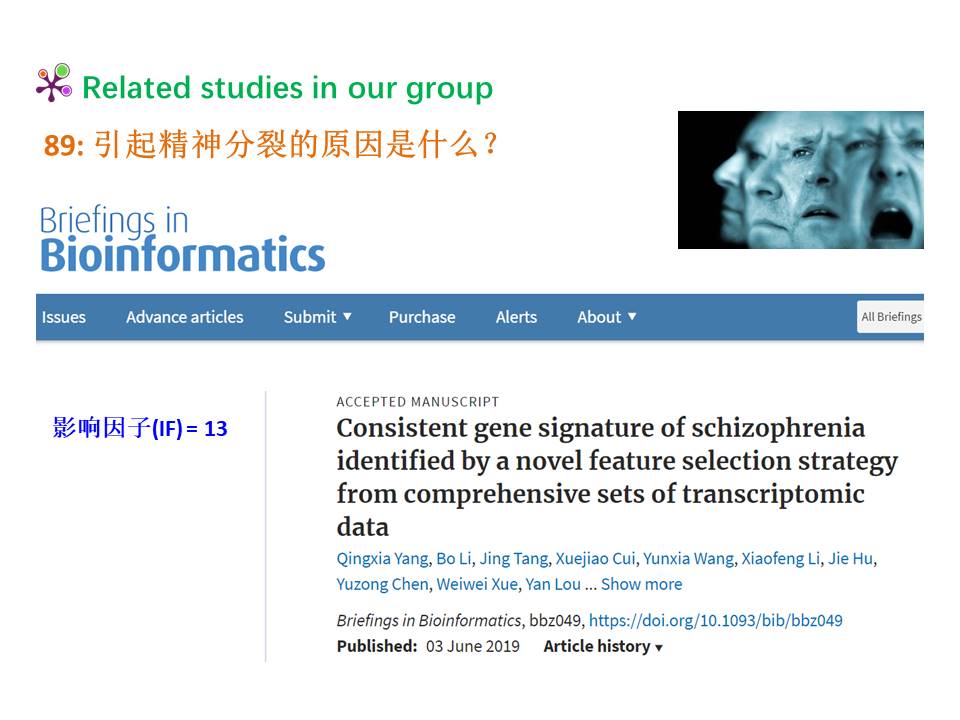 Related studies in our group
89: 引起精神分裂的原因是什么？
Briefings in
Bioinformatics
Issues Advance articles Submit ▼ Purchase Alerts About ▼ All Briefings
影响因子(IF) = 13
ACCEPTED MANUSCRIPT
Consistent gene signature of schizophrenia
identified by a novel feature selection strategy
from comprehensive sets of transcriptomic
data
Qingxia Yang, Bo Li, Jing Tang, Xuejiao Cui, Yunxia Wang, Xiaofeng Li, Jie Hu,
Yuzong Chen, Weiwei Xue, Yan Lou ... Show more
Briefings in Bioinformatics, bbz049, https://doi.org/10.1093/bib/bbz049
Published: 03 June 2019 Article history ▼